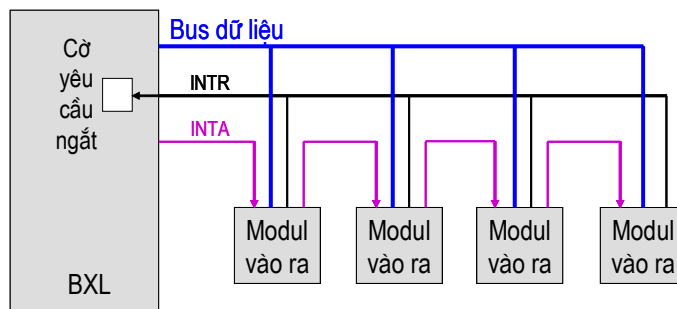 Bus dữ liệu
Cờ
yêu
cầu
ngắt
INTR
INTA
Modul
vào ra
Modul
vào ra
Modul
vào ra
Modul
vào ra
BXL